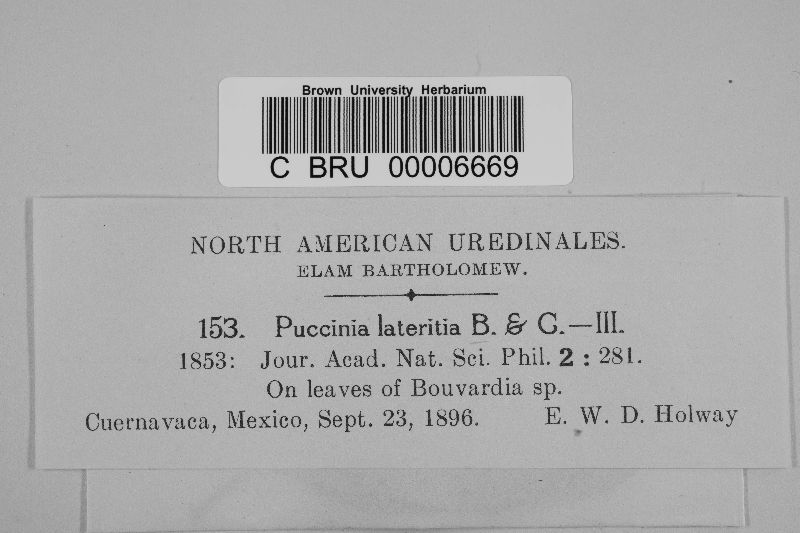 Brown University Herbarium
C BRU 00006669
NORTH AMERICAN UREDINALES.
ELAM BARTHOLOMEW.
153. Puccinia lateritia B. & C.—III.
1853: Jour. Acad. Nat. Sci. Phil. 2 : 281.
On leaves of Bouvardia sp.
Cuernavaca, Mexico, Sept. 23, 1896. E. W. D. Holway